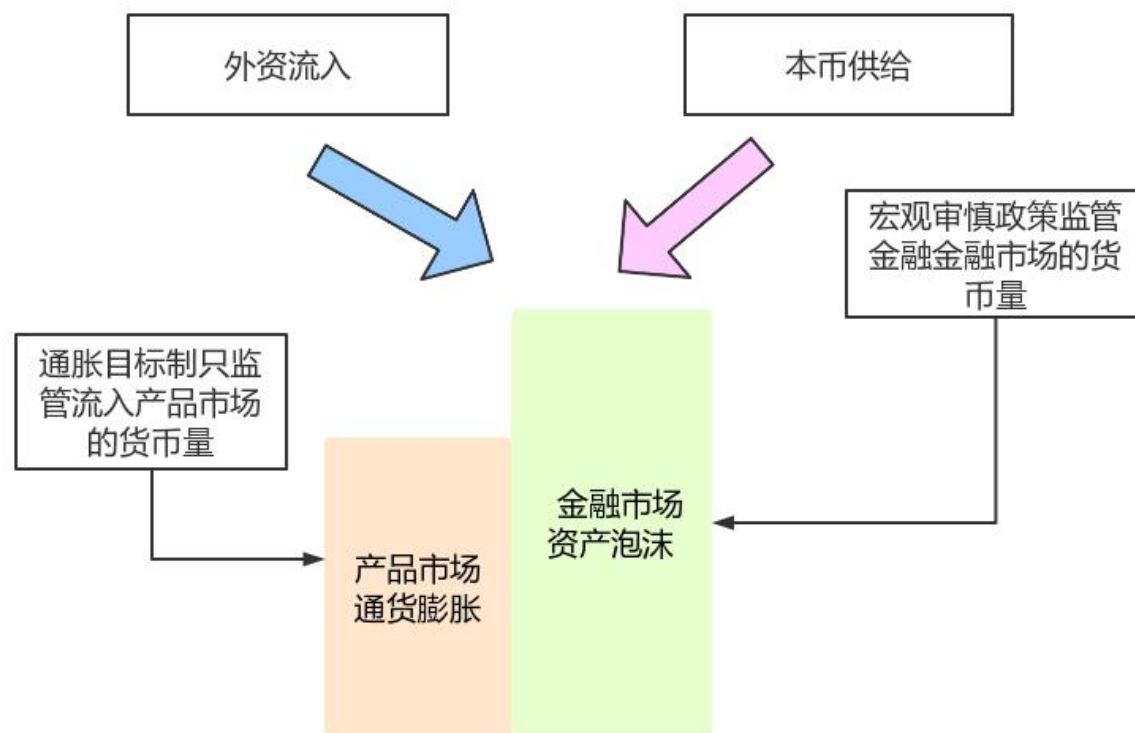 外资流入
本币供给
宏观审慎政策监管
金融金融市场的货
币量
通胀目标制只监
管流入产品市场
的货币量
金融市场
资产泡沫
产品市场
通货膨胀